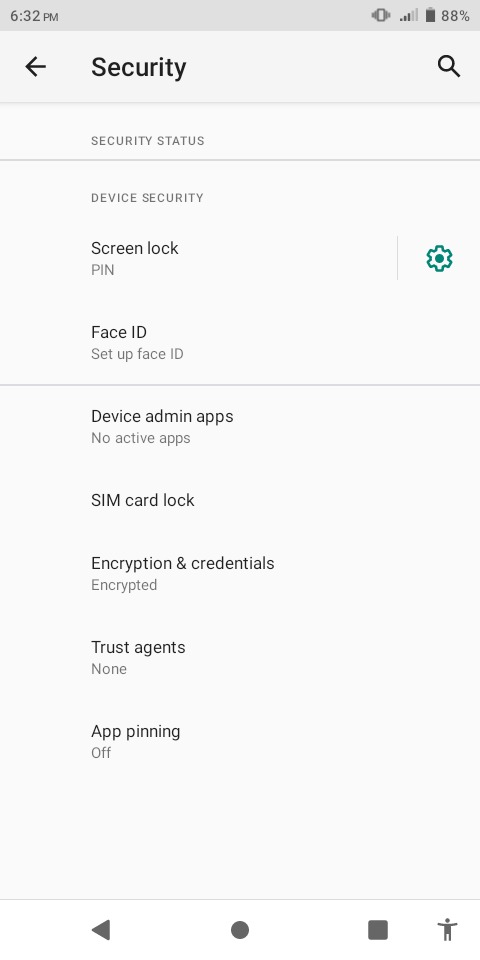 6:32 PM 88%
Security
SECURITY STATUS
DEVICE SECURITY
Screen lock
PIN
Face ID
Set up face ID
Device admin apps
No active apps
SIM card lock
Encryption & credentials
Encrypted
Trust agents
None
App pinning
Off